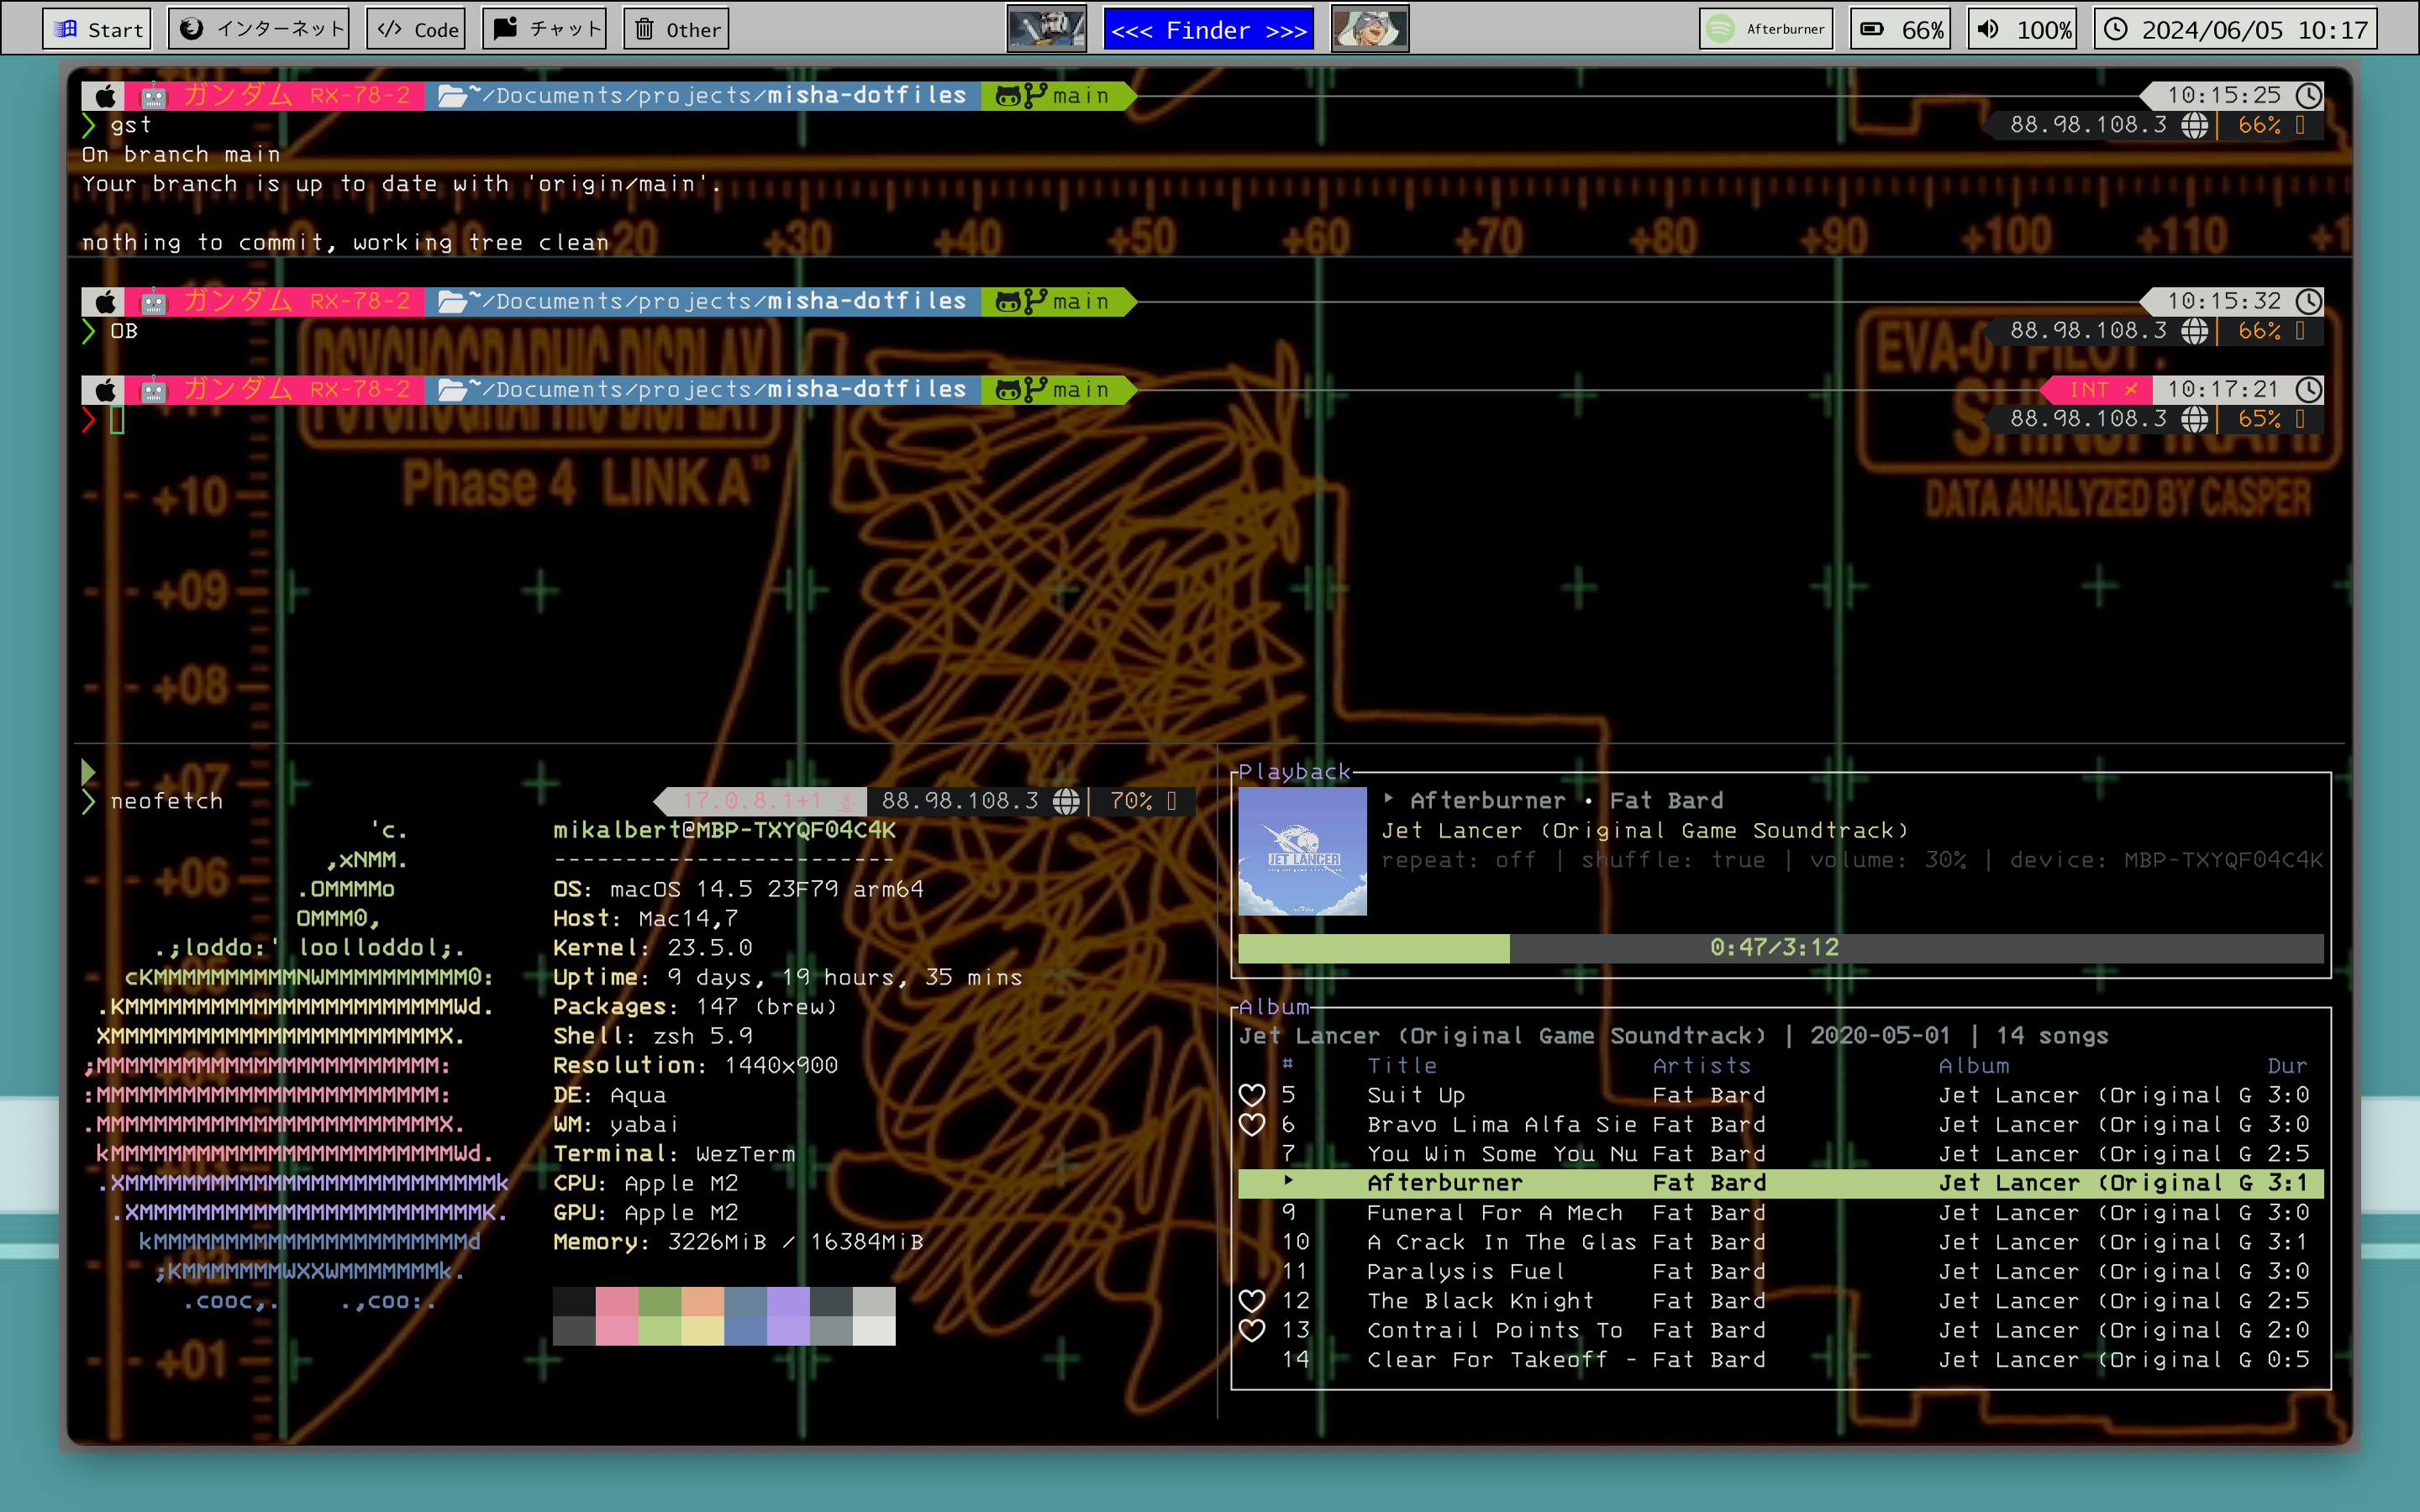 Start インターネット </> Code チャット Other <<< Finder >>> Afterburner 66% 100% 2024/06/05 10:17
ガンダム RX-78-2 ~/Documents/projects/misha-dotfiles main 10:15:25
gst 88.98.108.3 66%
On branch main
Your branch is up to date with 'origin/main'.
nothing to commit, working tree clean
+20 +30 +40 +50 +60 +70 +80 +90 +100 +110
ガンダム RX-78-2 ~/Documents/projects/misha-dotfiles main 10:15:32
OB 88.98.108.3 66%
PSYCHOGRAPHIC DISPLAY
EVA-01 PILOT :
ガンダム RX-78-2 ~/Documents/projects/misha-dotfiles main INT ✘ 10:17:21
88.98.108.3 65%
Phase 4 LINK A"
DATA ANALYZED BY CASPER
+10
+09
+08
+07
+06
+01
neofetch 17.0.8.1+1 88.98.108.3 70%
'c.
,xNMM.
.OMMMMo
OMMM0,
.;loddo:' loolloddol;.
cKMMMMMMMMMMNWMMMMMMMMMM0:
.KMMMMMMMMMMMMMMMMMMMMMMMWd.
XMMMMMMMMMMMMMMMMMMMMMMMX.
;MMMMMMMMMMMMMMMMMMMMMMMM:
:MMMMMMMMMMMMMMMMMMMMMMMM:
.MMMMMMMMMMMMMMMMMMMMMMMMX.
kMMMMMMMMMMMMMMMMMMMMMMMMWd.
.XMMMMMMMMMMMMMMMMMMMMMMMMMMk
.XMMMMMMMMMMMMMMMMMMMMMMMMK.
kMMMMMMMMMMMMMMMMMMMMMMd
;KMMMMMMMWXXWMMMMMMMk.
.cooc,. .,coo:.
mikalbert@MBP-TXYQF04C4K
------------------------
OS: macOS 14.5 23F79 arm64
Host: Mac14,7
Kernel: 23.5.0
Uptime: 9 days, 19 hours, 35 mins
Packages: 147 (brew)
Shell: zsh 5.9
Resolution: 1440x900
DE: Aqua
WM: yabai
Terminal: WezTerm
CPU: Apple M2
GPU: Apple M2
Memory: 3226MiB / 16384MiB
Playback
Afterburner • Fat Bard
Jet Lancer (Original Game Soundtrack)
repeat: off | shuffle: true | volume: 30% | device: MBP-TXYQF04C4K
JET LANCER
0:47/3:12
Album
Jet Lancer (Original Game Soundtrack) | 2020-05-01 | 14 songs
# Title Artists Album Dur
5 Suit Up Fat Bard Jet Lancer (Original G 3:0
6 Bravo Lima Alfa Sie Fat Bard Jet Lancer (Original G 3:0
7 You Win Some You Nu Fat Bard Jet Lancer (Original G 2:5
Afterburner Fat Bard Jet Lancer (Original G 3:1
9 Funeral For A Mech Fat Bard Jet Lancer (Original G 3:0
10 A Crack In The Glas Fat Bard Jet Lancer (Original G 3:1
11 Paralysis Fuel Fat Bard Jet Lancer (Original G 3:0
12 The Black Knight Fat Bard Jet Lancer (Original G 2:5
13 Contrail Points To Fat Bard Jet Lancer (Original G 2:0
14 Clear For Takeoff - Fat Bard Jet Lancer (Original G 0:5